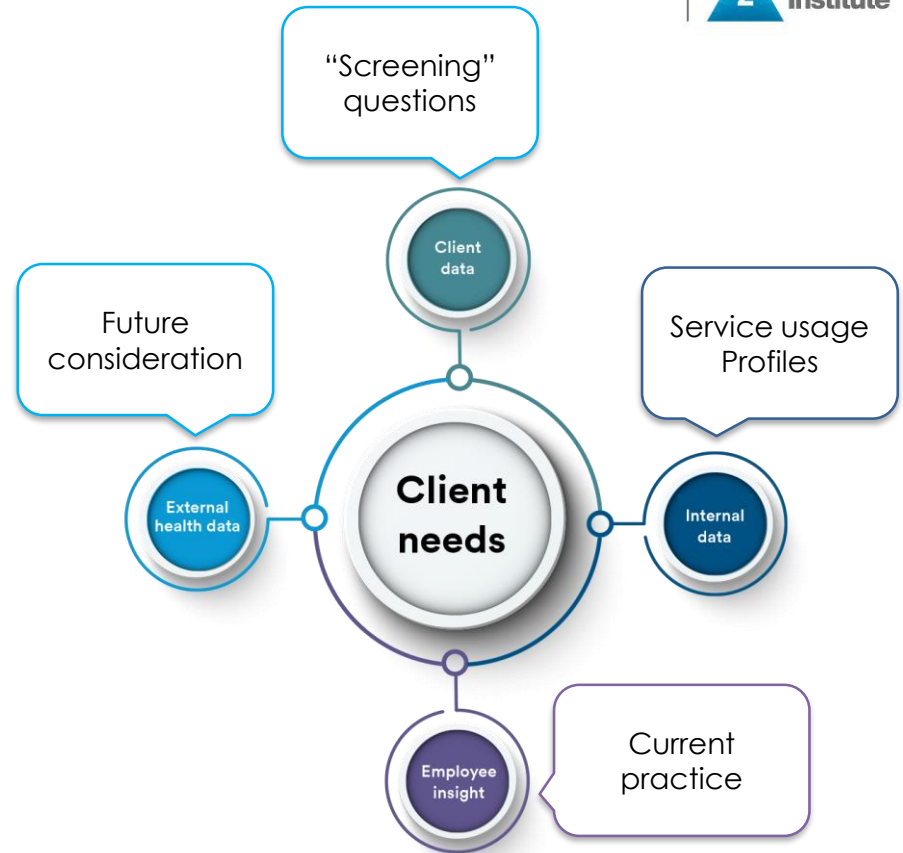 2
Institute
“Screening”
questions
Client
data
Future
consideration
Service usage
Profiles
External
health data
Client
needs
Internal
data
Employee
insight
Current
practice